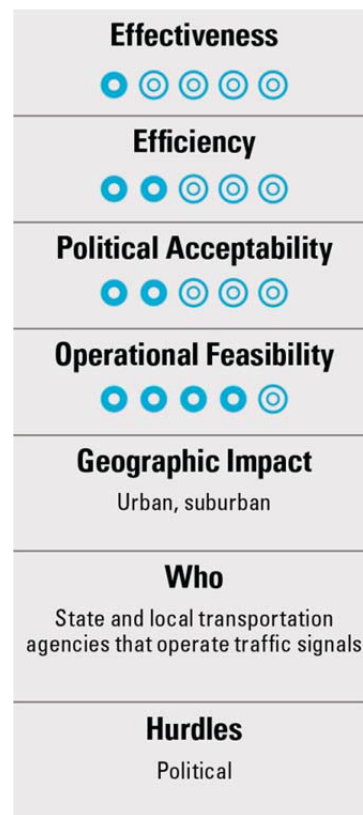 Effectiveness
Efficiency
Political Acceptability
Operational Feasibility
Geographic Impact
Urban, suburban
Who
State and local transportation
agencies that operate traffic signals
Hurdles
Political